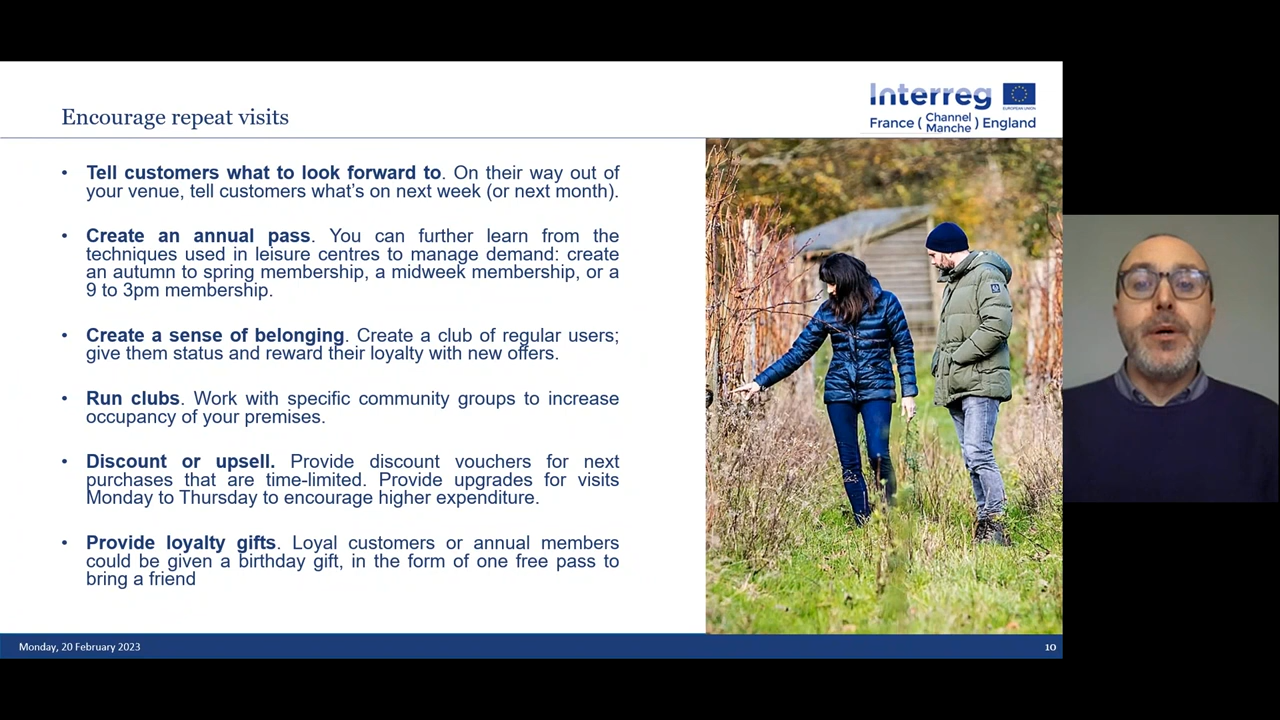 Encourage repeat visits
Interreg
EUROPEAN UNION
France ( Channel Manche ) England
• Tell customers what to look forward to. On their way out of
your venue, tell customers what's on next week (or next month).
• Create an annual pass. You can further learn from the
techniques used in leisure centres to manage demand: create
an autumn to spring membership, a midweek membership, or a
9 to 3pm membership.
• Create a sense of belonging. Create a club of regular users;
give them status and reward their loyalty with new offers.
• Run clubs. Work with specific community groups to increase
occupancy of your premises.
• Discount or upsell. Provide discount vouchers for next
purchases that are time-limited. Provide upgrades for visits
Monday to Thursday to encourage higher expenditure.
• Provide loyalty gifts. Loyal customers or annual members
could be given a birthday gift, in the form of one free pass to
bring a friend
Monday, 20 February 2023
10